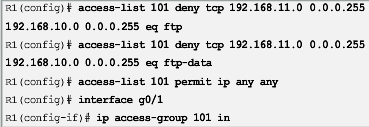 R1(config)# access-list 101 deny tcp 192.168.11.0 0.0.0.255
192.168.10.0 0.0.0.255 eq ftp
R1(config)# access-list 101 deny tcp 192.168.11.0 0.0.0.255
192.168.10.0 0.0.0.255 eq ftp-data
R1(config)# access-list 101 permit ip any any
R1(config)# interface g0/1
R1(config-if)# ip access-group 101 in